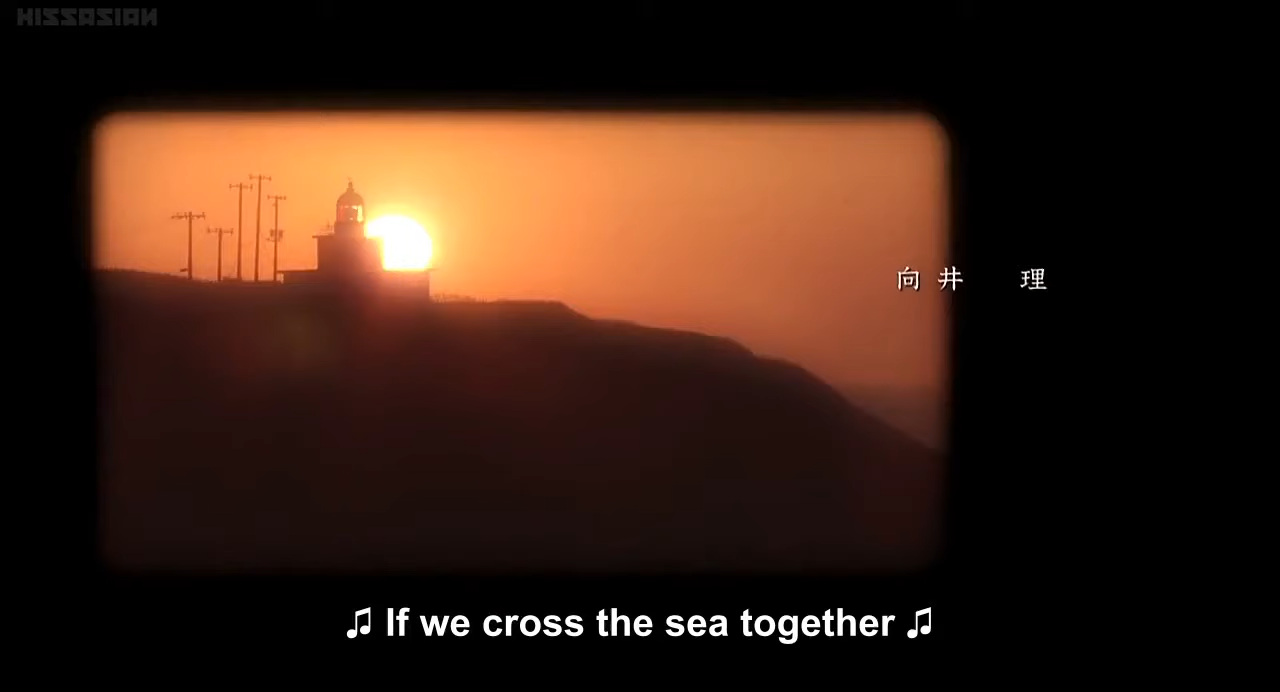 KISSASIAN
向井　理
♫ If we cross the sea together ♫